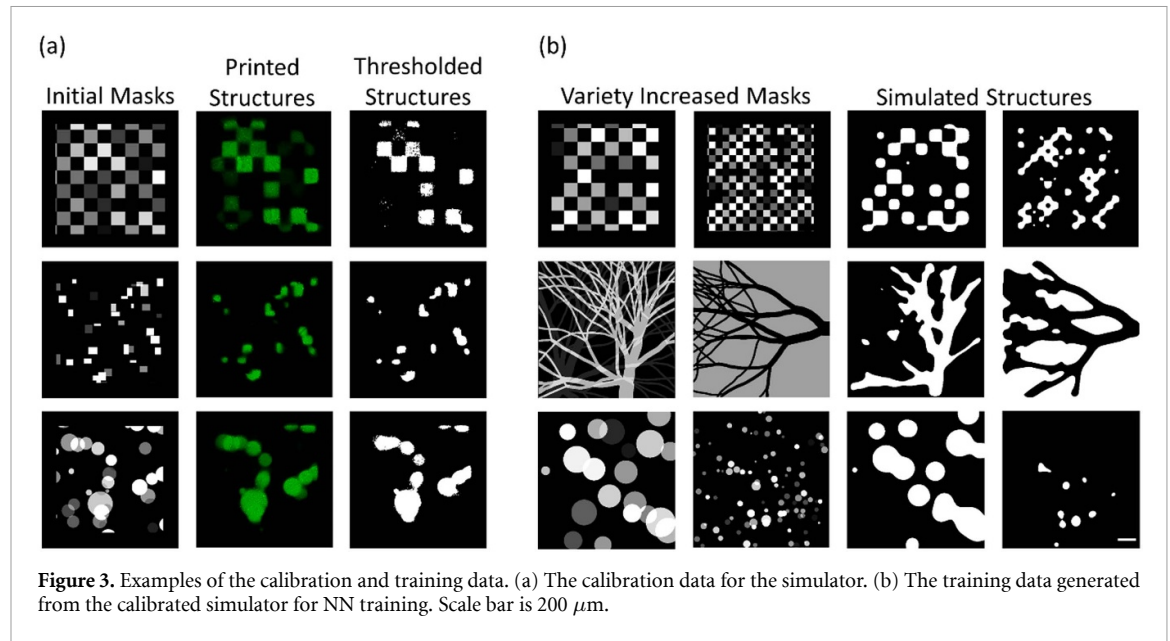 (a)
(b)
Initial Masks
Printed
Structures
Thresholded
Structures
Variety Increased Masks
Simulated Structures
Figure 3. Examples of the calibration and training data. (a) The calibration data for the simulator. (b) The training data generated
from the calibrated simulator for NN training. Scale bar is 200 μm.